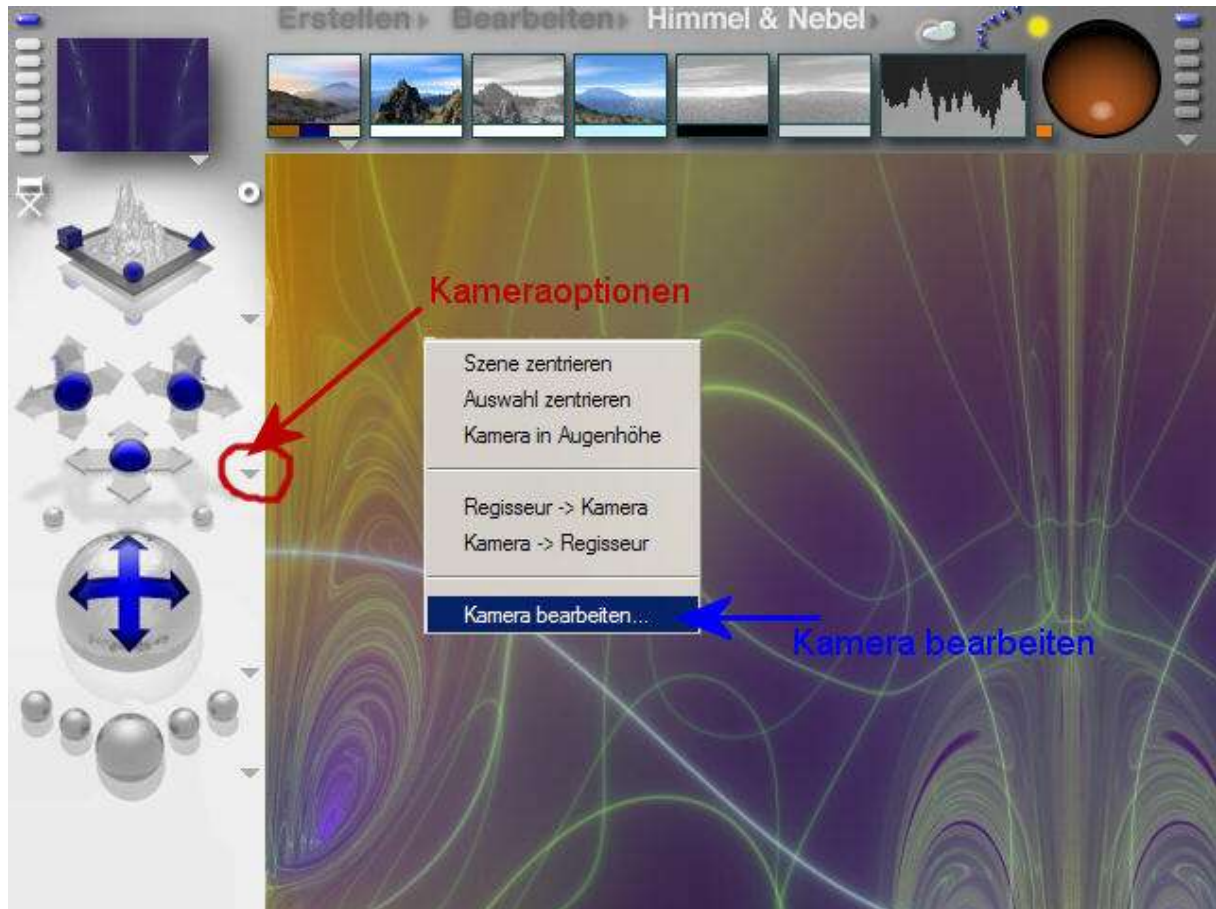 Erstellen Bearbeiten Himmel & Nebel
Kameraoptionen
Szene zentrieren
Auswahl zentrieren
Kamera in Augenhöhe
Regisseur -> Kamera
Kamera -> Regisseur
Kamera bearbeiten...
Kamera bearbeiten